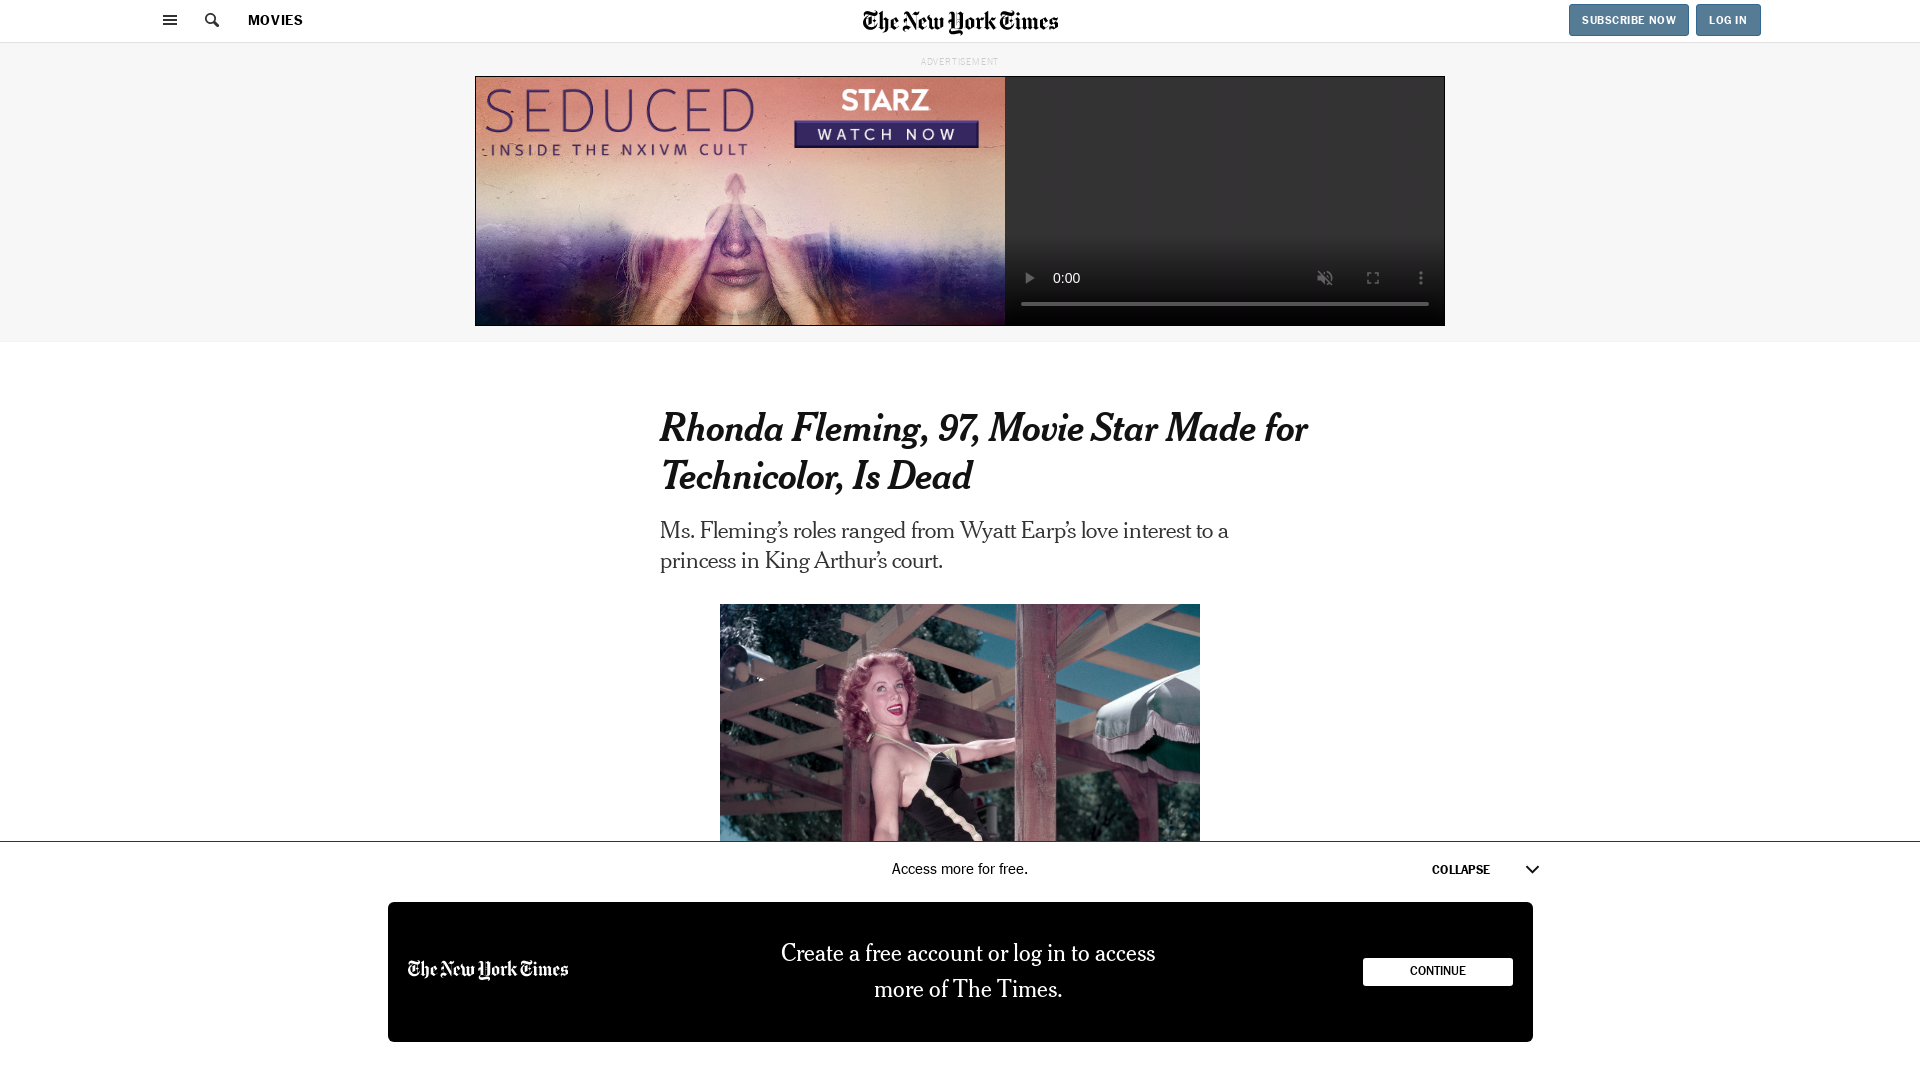 MOVIES
The New York Times
SUBSCRIBE NOW
LOG IN
ADVERTISEMENT
SEDUCED
INSIDE THE NXIVM CULT
STARZ
WATCH NOW
0:00
Rhonda Fleming, 97, Movie Star Made for
Technicolor, Is Dead
Ms. Fleming’s roles ranged from Wyatt Earp’s love interest to a
princess in King Arthur’s court.
Access more for free.
COLLAPSE
The New York Times
Create a free account or log in to access
more of The Times.
CONTINUE